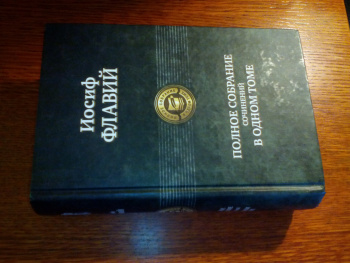 Иосиф
ФЛАВИЙ
ПОЛНОЕ СОБРАНИЕ
СОЧИНЕНИЙ
В ОДНОМ ТОМЕ